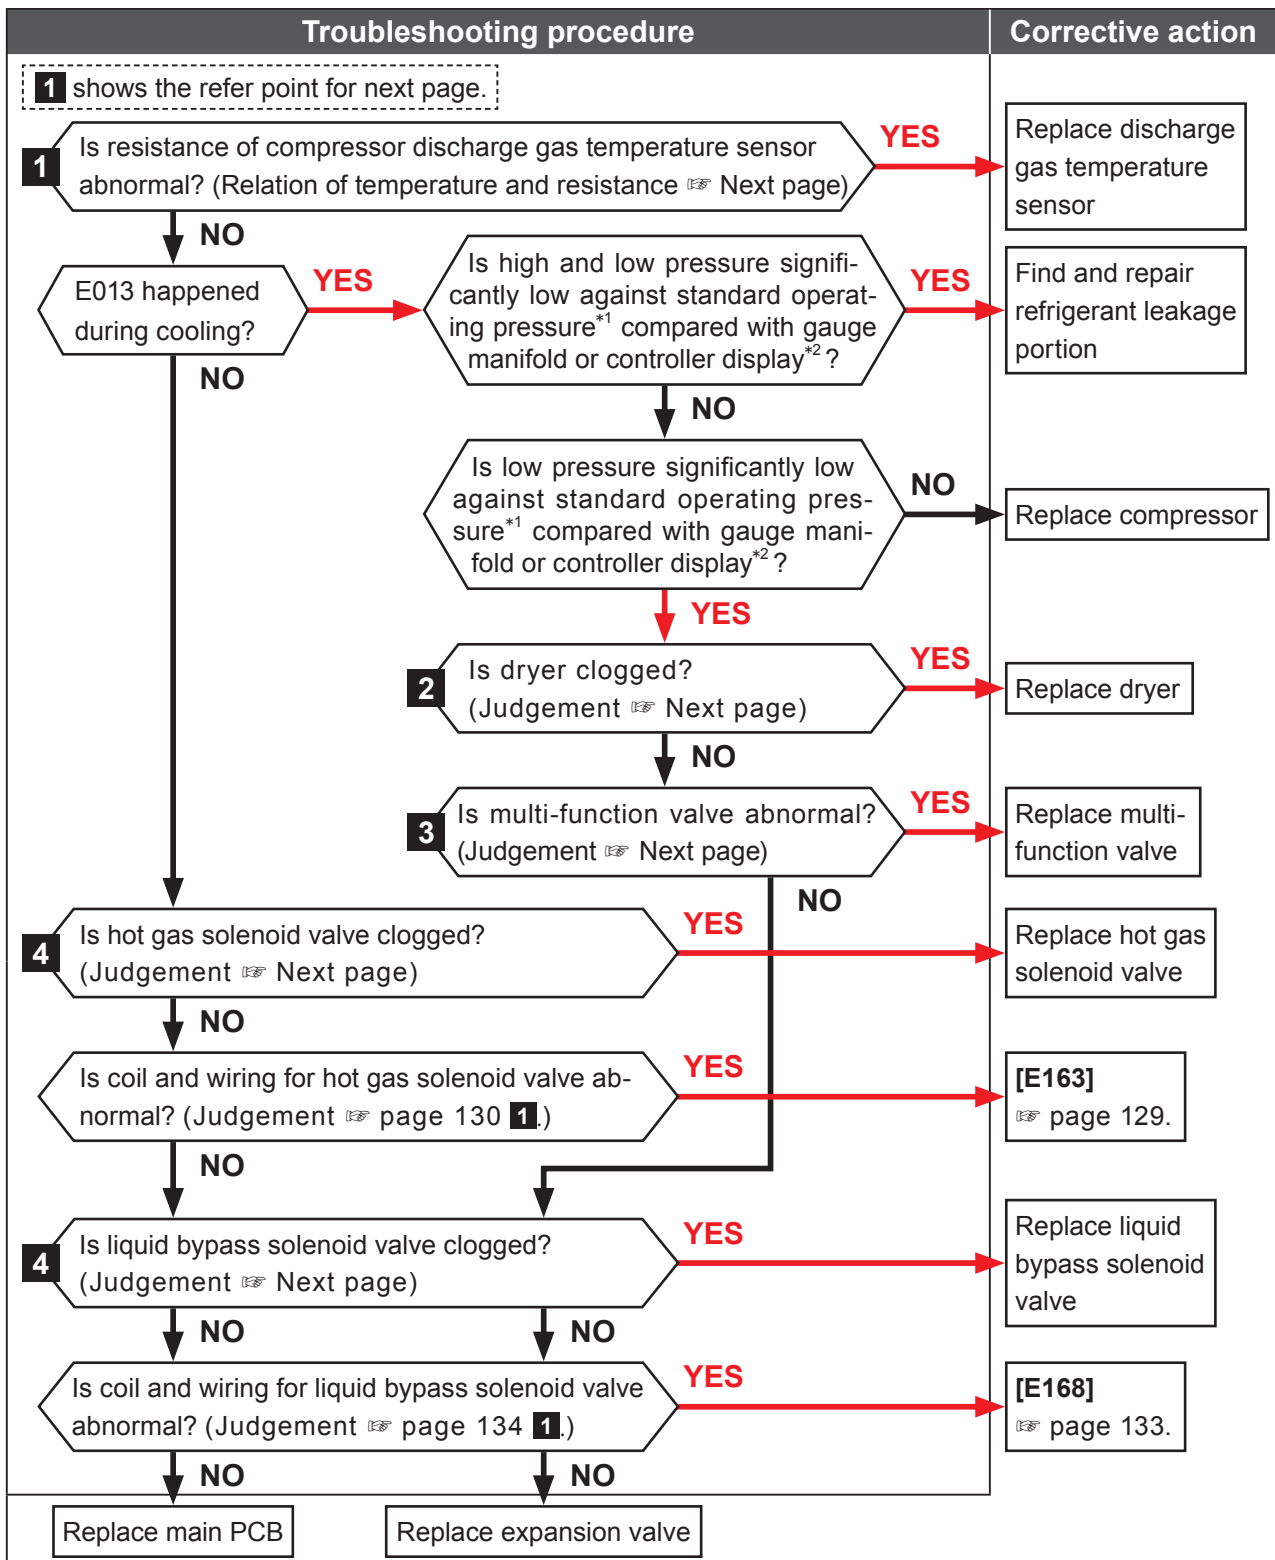 Troubleshooting procedure
Corrective action
1 shows the refer point for next page.
1
Is resistance of compressor discharge gas temperature sensor
abnormal? (Relation of temperature and resistance ☞ Next page)
YES
Replace discharge
gas temperature
sensor
NO
E013 happened
during cooling?
YES
Is high and low pressure signifi-
cantly low against standard operat-
ing pressure*1 compared with gauge
manifold or controller display*2 ?
YES
Find and repair
refrigerant leakage
portion
NO
NO
Is low pressure significantly low
against standard operating pres-
sure*1 compared with gauge mani-
fold or controller display*2 ?
NO
Replace compressor
YES
2
Is dryer clogged?
(Judgement ☞ Next page)
YES
Replace dryer
NO
3
Is multi-function valve abnormal?
(Judgement ☞ Next page)
YES
Replace multi-
function valve
NO
4
Is hot gas solenoid valve clogged?
(Judgement ☞ Next page)
YES
Replace hot gas
solenoid valve
NO
Is coil and wiring for hot gas solenoid valve ab-
normal? (Judgement ☞ page 130 1.)
YES
[E163]
☞ page 129.
NO
4
Is liquid bypass solenoid valve clogged?
(Judgement ☞ Next page)
YES
Replace liquid
bypass solenoid
valve
NO
NO
Is coil and wiring for liquid bypass solenoid valve
abnormal? (Judgement ☞ page 134 1.)
YES
[E168]
☞ page 133.
NO
NO
Replace main PCB
Replace expansion valve